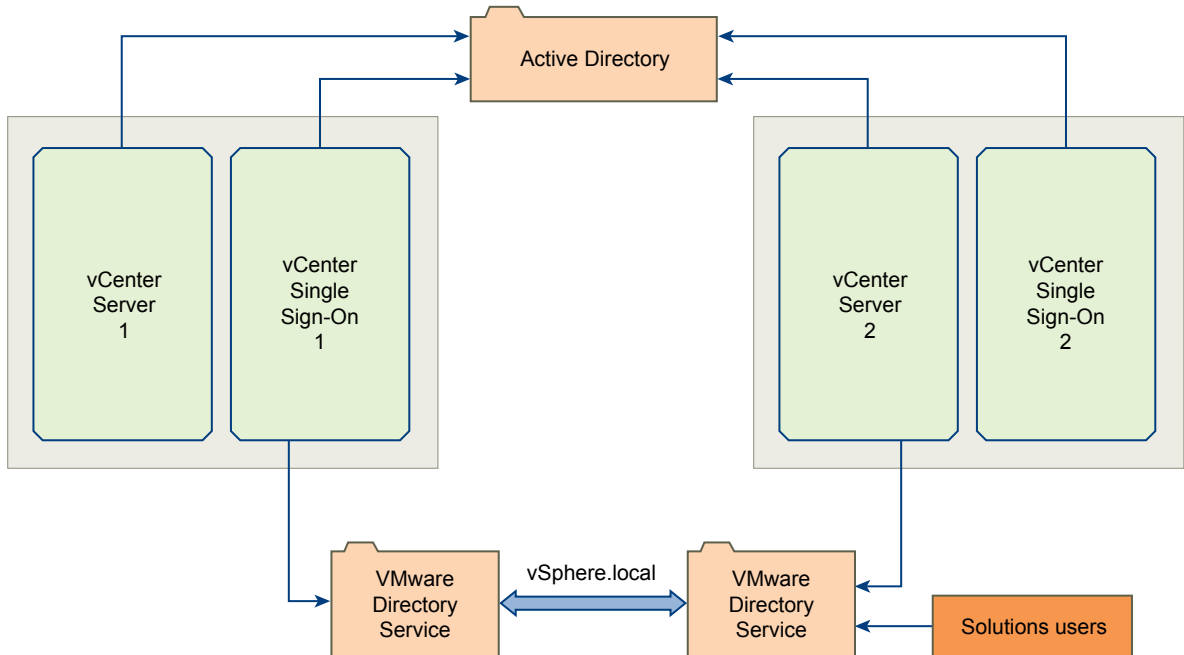 Active Directory
vCenter
Server
1
vCenter
Single
Sign-On
1
vCenter
Server
2
vCenter
Single
Sign-On
2
VMware
Directory
Service
vSphere.local
VMware
Directory
Service
Solutions users